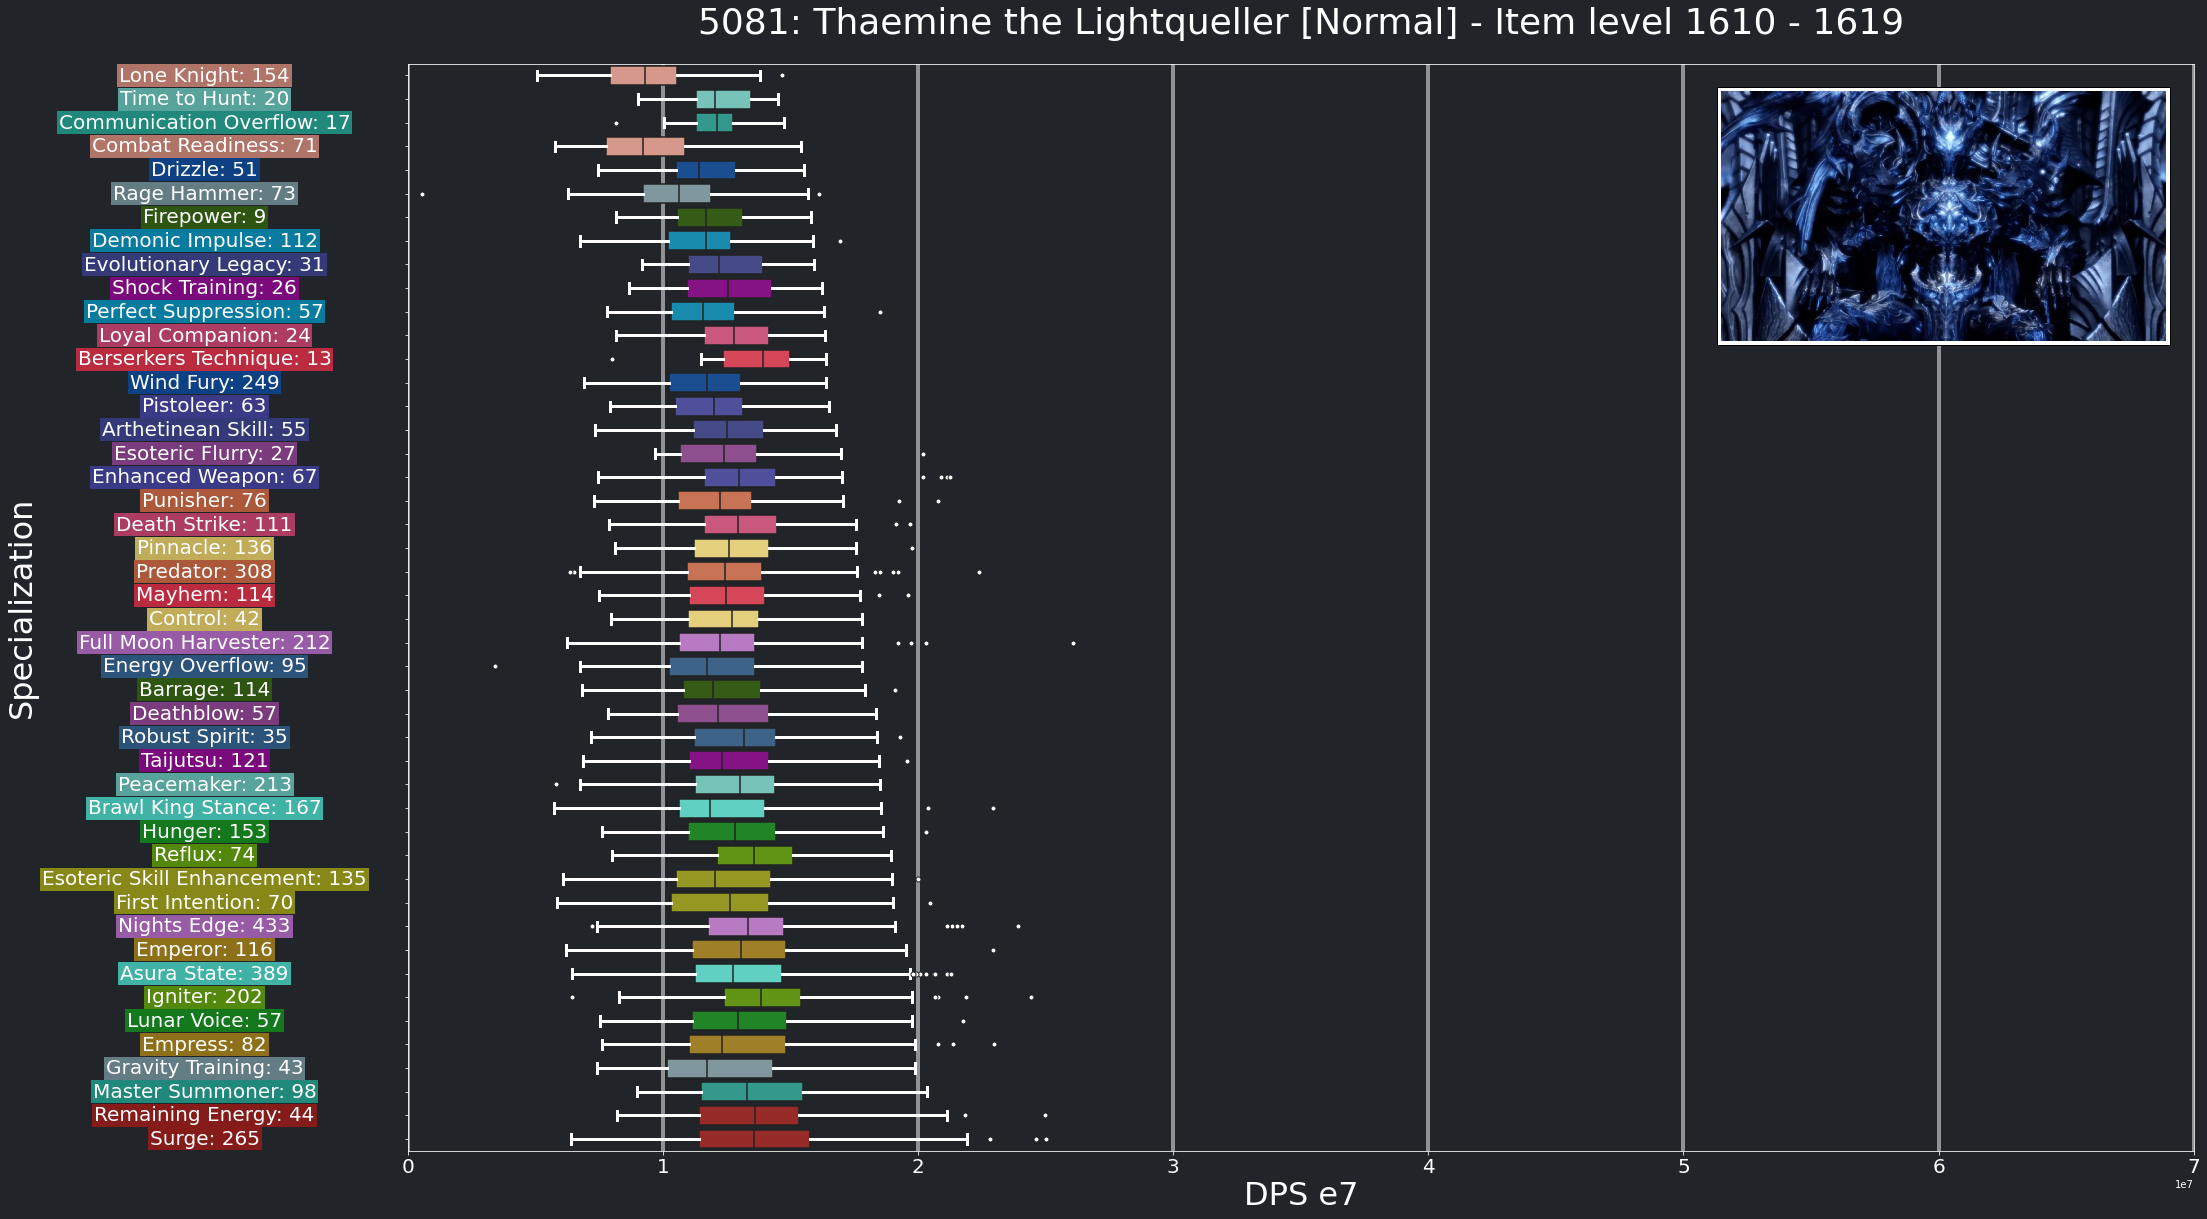 5081: Thaemine the Lightqueller [Normal] - Item level 1610 - 1619
Specialization
Lone Knight: 154
Time to Hunt: 20
Communication Overflow: 17
Combat Readiness: 71
Drizzle: 51
Rage Hammer: 73
Firepower: 9
Demonic Impulse: 112
Evolutionary Legacy: 31
Shock Training: 26
Perfect Suppression: 57
Loyal Companion: 24
Berserkers Technique: 13
Wind Fury: 249
Pistoleer: 63
Arthetinean Skill: 55
Esoteric Flurry: 27
Enhanced Weapon: 67
Punisher: 76
Death Strike: 111
Pinnacle: 136
Predator: 308
Mayhem: 114
Control: 42
Full Moon Harvester: 212
Energy Overflow: 95
Barrage: 114
Deathblow: 57
Robust Spirit: 35
Taijutsu: 121
Peacemaker: 213
Brawl King Stance: 167
Hunger: 153
Reflux: 74
Esoteric Skill Enhancement: 135
First Intention: 70
Nights Edge: 433
Emperor: 116
Asura State: 389
Igniter: 202
Lunar Voice: 57
Empress: 82
Gravity Training: 43
Master Summoner: 98
Remaining Energy: 44
Surge: 265
0 1 2 3 4 5 6 7
1e7
DPS e7